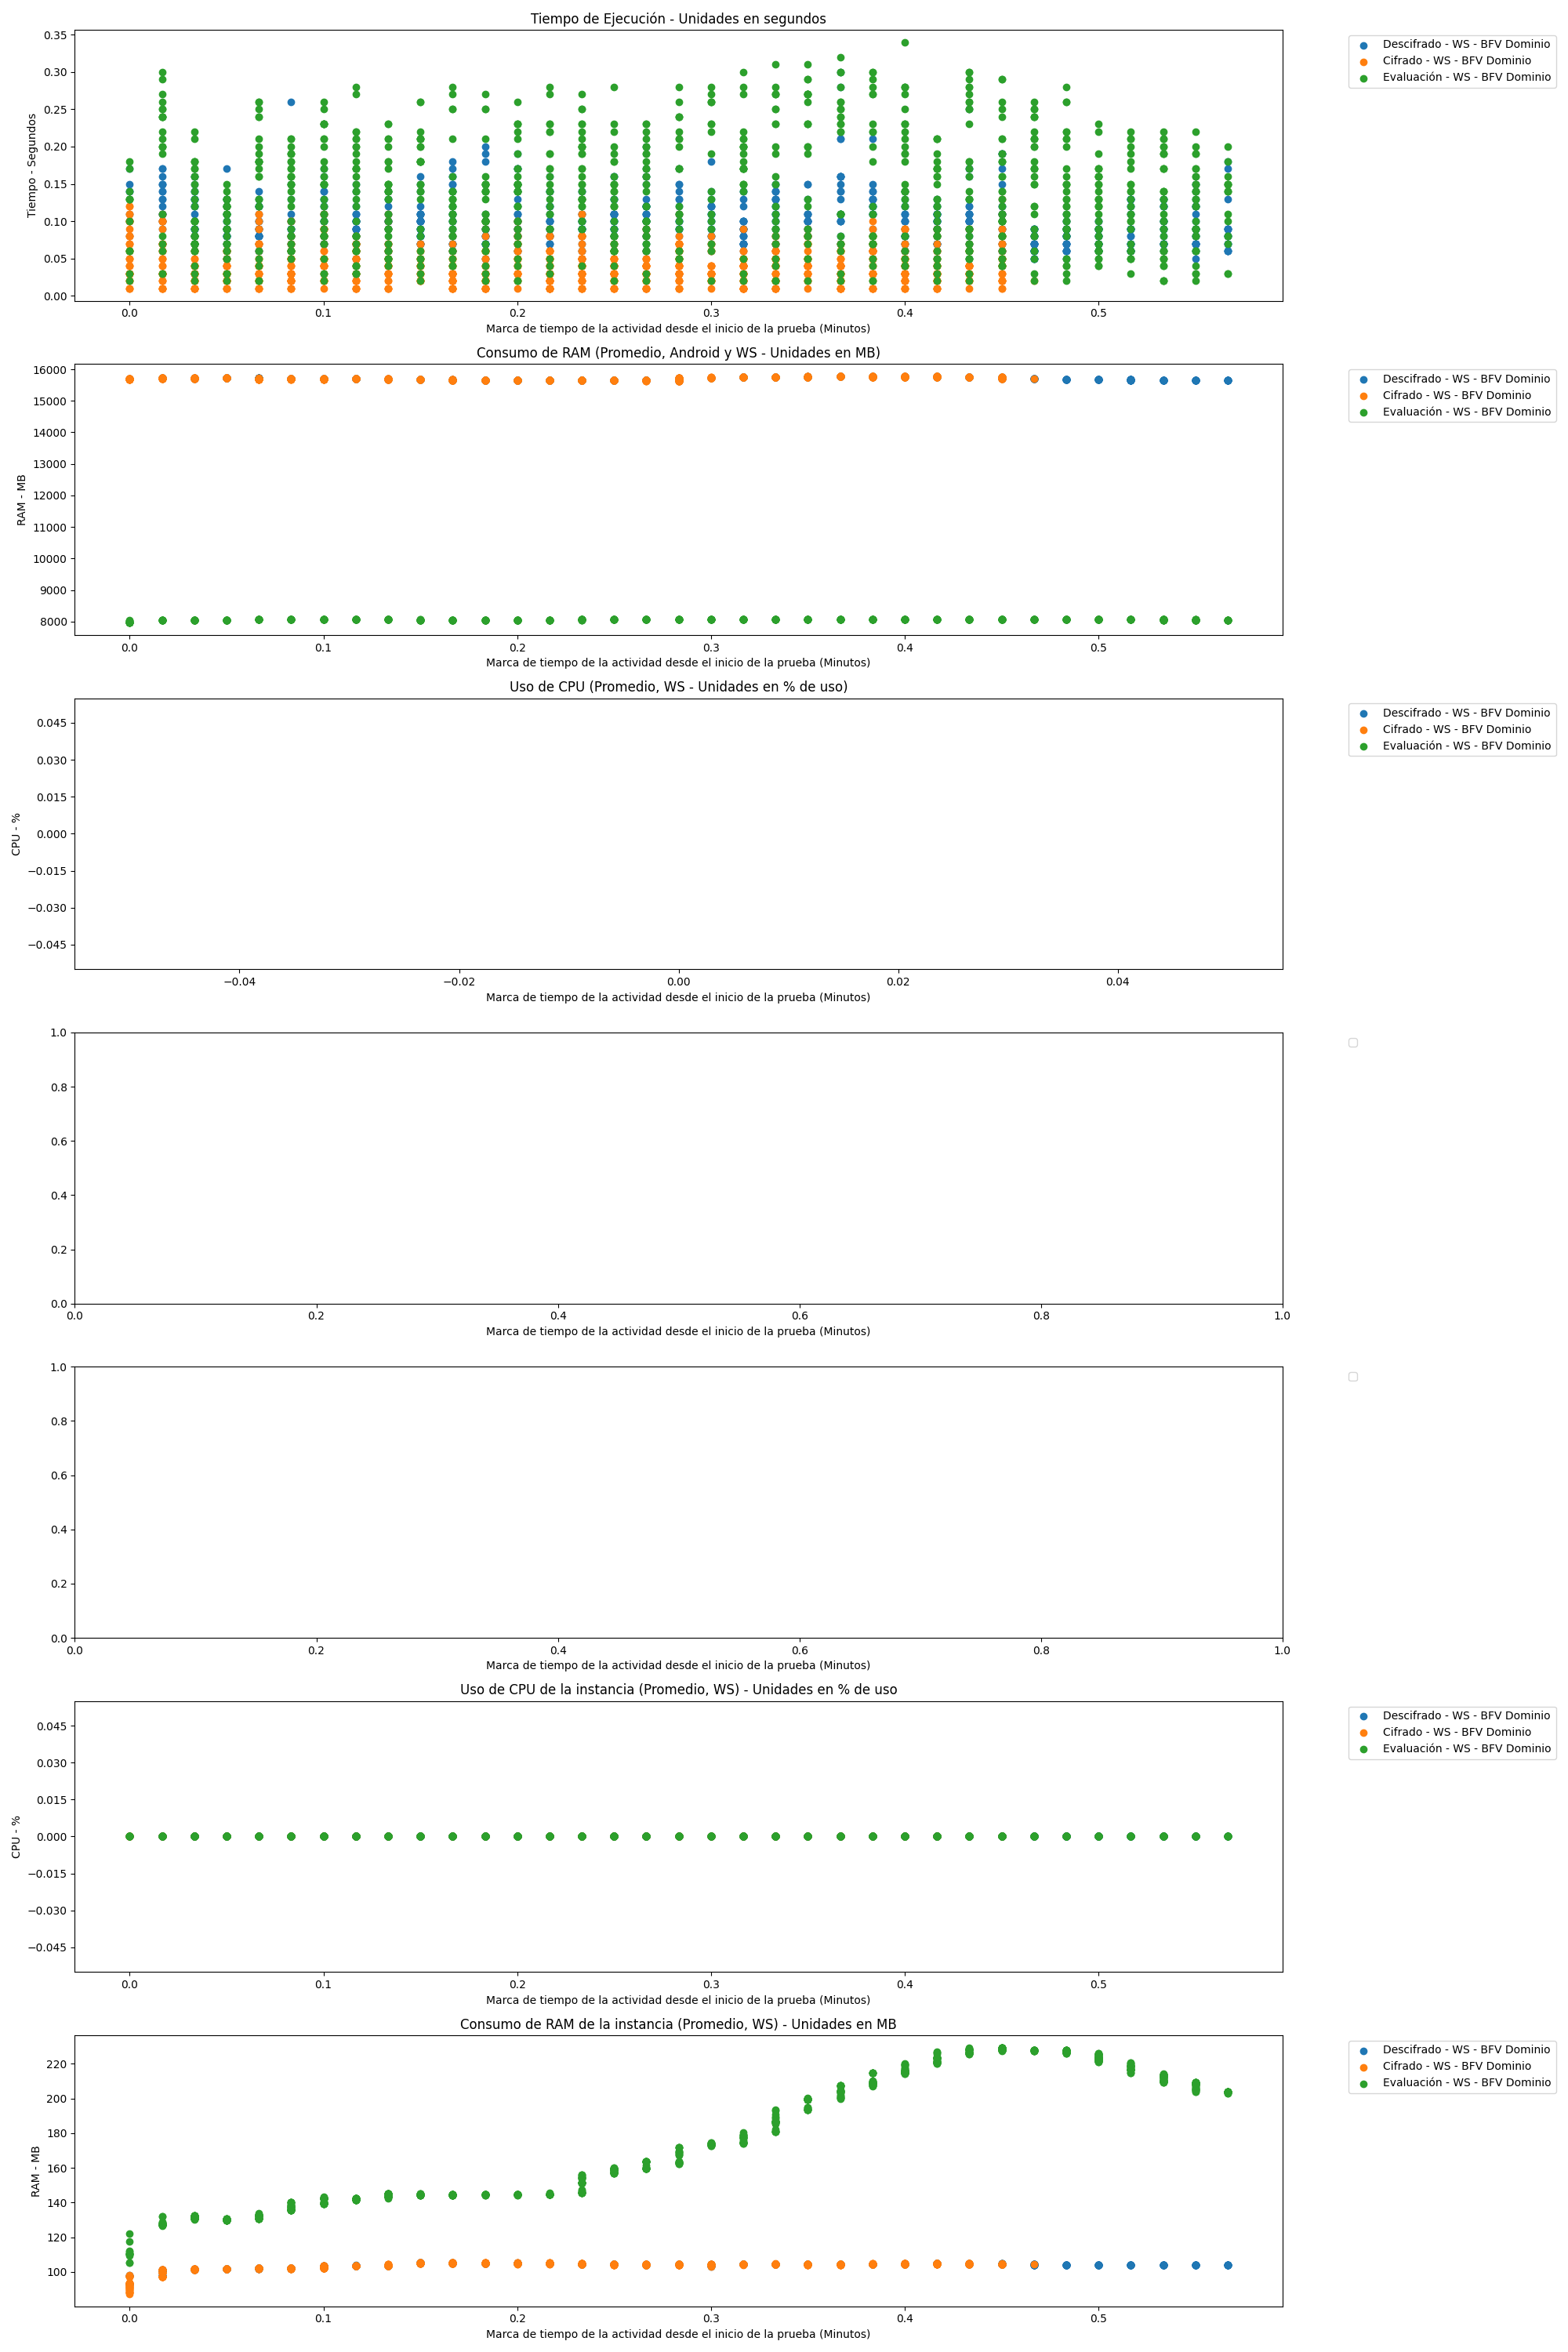 Tiempo de Ejecución - Unidades en segundos
Tiempo - Segundos
0.35
0.30
0.25
0.20
0.15
0.10
0.05
0.00
0.0 0.1 0.2 0.3 0.4 0.5
Marca de tiempo de la actividad desde el inicio de la prueba (Minutos)
Descifrado - WS - BFV Dominio
Cifrado - WS - BFV Dominio
Evaluación - WS - BFV Dominio
Consumo de RAM (Promedio, Android y WS - Unidades en MB)
RAM - MB
16000
15000
14000
13000
12000
11000
10000
9000
8000
0.0 0.1 0.2 0.3 0.4 0.5
Marca de tiempo de la actividad desde el inicio de la prueba (Minutos)
Descifrado - WS - BFV Dominio
Cifrado - WS - BFV Dominio
Evaluación - WS - BFV Dominio
Uso de CPU (Promedio, WS - Unidades en % de uso)
CPU - %
0.045
0.030
0.015
0.000
−0.015
−0.030
−0.045
−0.04 −0.02 0.00 0.02 0.04
Marca de tiempo de la actividad desde el inicio de la prueba (Minutos)
Descifrado - WS - BFV Dominio
Cifrado - WS - BFV Dominio
Evaluación - WS - BFV Dominio
1.0
0.8
0.6
0.4
0.2
0.0
0.0 0.2 0.4 0.6 0.8 1.0
Marca de tiempo de la actividad desde el inicio de la prueba (Minutos)
1.0
0.8
0.6
0.4
0.2
0.0
0.0 0.2 0.4 0.6 0.8 1.0
Marca de tiempo de la actividad desde el inicio de la prueba (Minutos)
Uso de CPU de la instancia (Promedio, WS) - Unidades en % de uso
CPU - %
0.045
0.030
0.015
0.000
−0.015
−0.030
−0.045
0.0 0.1 0.2 0.3 0.4 0.5
Marca de tiempo de la actividad desde el inicio de la prueba (Minutos)
Descifrado - WS - BFV Dominio
Cifrado - WS - BFV Dominio
Evaluación - WS - BFV Dominio
Consumo de RAM de la instancia (Promedio, WS) - Unidades en MB
RAM - MB
220
200
180
160
140
120
100
0.0 0.1 0.2 0.3 0.4 0.5
Marca de tiempo de la actividad desde el inicio de la prueba (Minutos)
Descifrado - WS - BFV Dominio
Cifrado - WS - BFV Dominio
Evaluación - WS - BFV Dominio